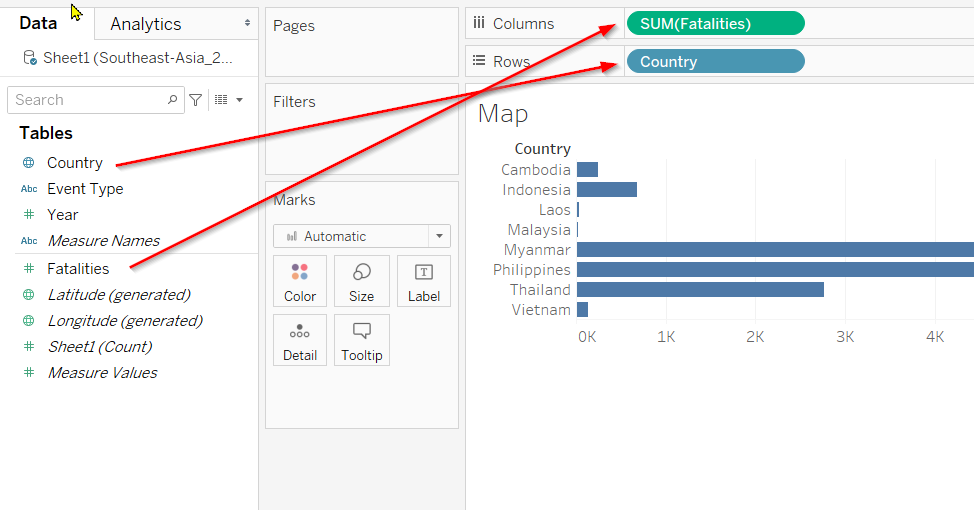 Data
Analytics
Sheet1 (Southeast-Asia_2...
Search
Tables
Country
Abc Event Type
Year
Abc Measure Names
Fatalities
Latitude (generated)
Longitude (generated)
Sheet1 (Count)
Measure Values
Pages
Filters
Marks
Automatic
Color Size Label
Detail Tooltip
Columns SUM(Fatalities)
Rows Country
Map
Country
Cambodia
Indonesia
Laos
Malaysia
Myanmar
Philippines
Thailand
Vietnam
0K 1K 2K 3K 4K